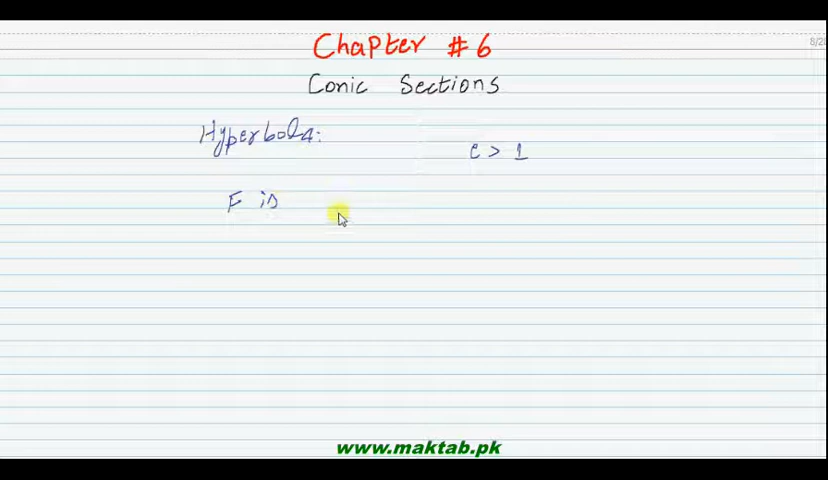 Chapter # 6
Conic Sections
Hyperbola:
e > 1
F is
www.maktab.pk